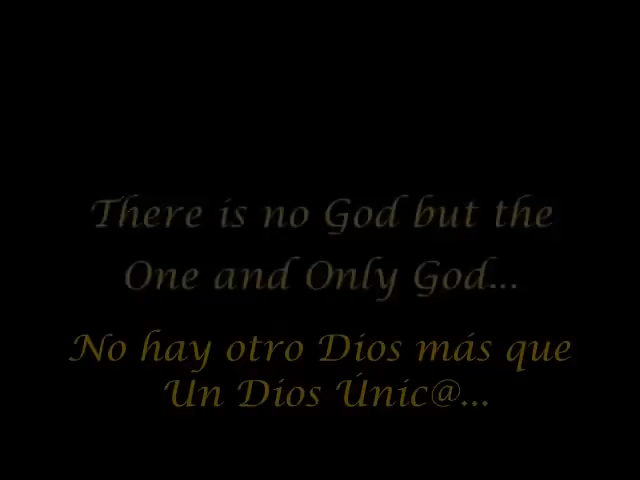 There is no God but the
One and Only God...
No hay otro Dios más que
Un Dios Únic@...